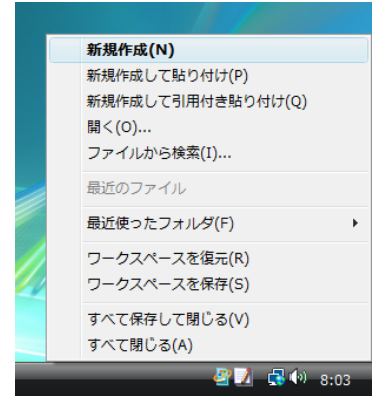 新規作成(N)
新規作成して貼り付け(P)
新規作成して引用付き貼り付け(Q)
開く(O)...
ファイルから検索(I)...
最近のファイル
最近使ったフォルダ(F)
ワークスペースを復元(R)
ワークスペースを保存(S)
すべて保存して閉じる(V)
すべて閉じる(A)
8:03